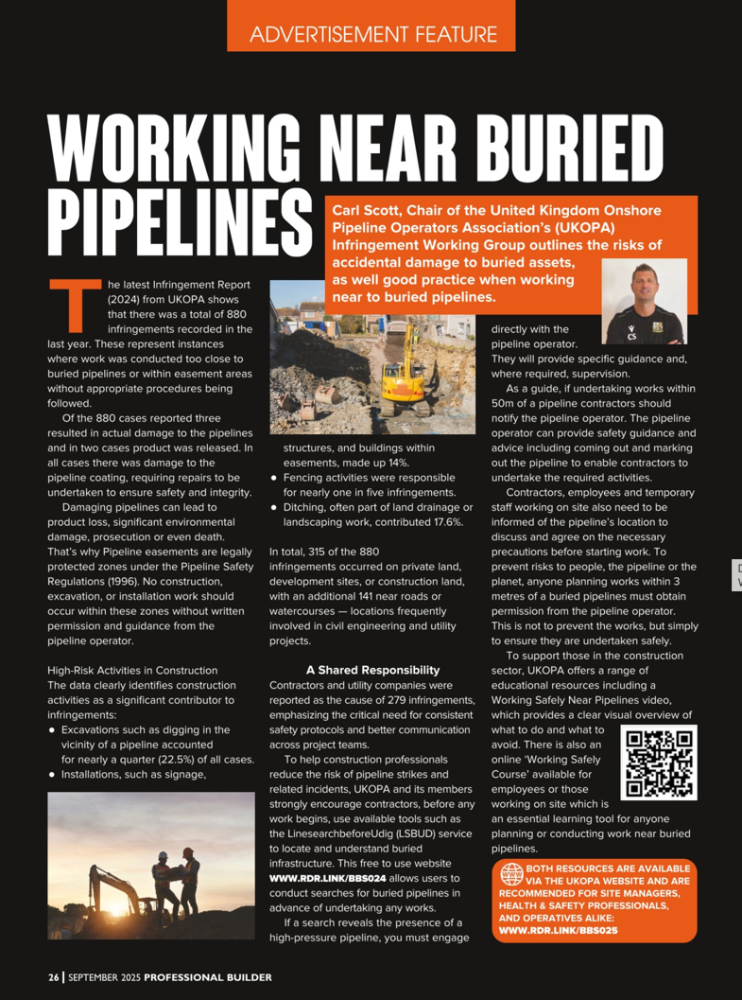 ADVERTISEMENT FEATURE
WORKING NEAR BURIED
PIPELINES
Carl Scott, Chair of the United Kingdom Onshore
Pipeline Operators Association's (UKOPA)
Infringement Working Group outlines the risks of
accidental damage to buried assets,
as well good practice when working
near to buried pipelines.
The latest Infringement Report
(2024) from UKOPA shows
that there was a total of 880
infringements recorded in the
last year. These represent instances
where work was conducted too close to
buried pipelines or within easement areas
without appropriate procedures being
followed.
Of the 880 cases reported three
resulted in actual damage to the pipelines
and in two cases product was released. In
all cases there was damage to the
pipeline coating, requiring repairs to be
undertaken to ensure safety and integrity.
Damaging pipelines can lead to
product loss, significant environmental
damage, prosecution or even death.
That's why Pipeline easements are legally
protected zones under the Pipeline Safety
Regulations (1996). No construction,
excavation, or installation work should
occur within these zones without written
permission and guidance from the
pipeline operator.
High-Risk Activities in Construction
The data clearly identifies construction
activities as a significant contributor to
infringements:
● Excavations such as digging in the
vicinity of a pipeline accounted
for nearly a quarter (22.5%) of all cases.
● Installations, such as signage,
structures, and buildings within
easements, made up 14%.
● Fencing activities were responsible
for nearly one in five infringements.
● Ditching, often part of land drainage or
landscaping work, contributed 17.6%.
In total, 315 of the 880
infringements occurred on private land,
development sites, or construction land,
with an additional 141 near roads or
watercourses — locations frequently
involved in civil engineering and utility
projects.
A Shared Responsibility
Contractors and utility companies were
reported as the cause of 279 infringements,
emphasizing the critical need for consistent
safety protocols and better communication
across project teams.
To help construction professionals
reduce the risk of pipeline strikes and
related incidents, UKOPA and its members
strongly encourage contractors, before any
work begins, use available tools such as
the LinesearchbeforeUdig (LSBUD) service
to locate and understand buried
infrastructure. This free to use website
WWW.RDR.LINK/BBS024 allows users to
conduct searches for buried pipelines in
advance of undertaking any works.
If a search reveals the presence of a
high-pressure pipeline, you must engage
directly with the
pipeline operator.
They will provide specific guidance and,
where required, supervision.
As a guide, if undertaking works within
50m of a pipeline contractors should
notify the pipeline operator. The pipeline
operator can provide safety guidance and
advice including coming out and marking
out the pipeline to enable contractors to
undertake the required activities.
Contractors, employees and temporary
staff working on site also need to be
informed of the pipeline's location to
discuss and agree on the necessary
precautions before starting work. To
prevent risks to people, the pipeline or the
planet, anyone planning works within 3
metres of a buried pipelines must obtain
permission from the pipeline operator.
This is not to prevent the works, but simply
to ensure they are undertaken safely.
To support those in the construction
sector, UKOPA offers a range of
educational resources including a
Working Safely Near Pipelines video,
which provides a clear visual overview of
what to do and what to
avoid. There is also an
online 'Working Safely
Course' available for
employees or those
working on site which is
an essential learning tool for anyone
planning or conducting work near buried
pipelines.
BOTH RESOURCES ARE AVAILABLE
VIA THE UKOPA WEBSITE AND ARE
RECOMMENDED FOR SITE MANAGERS,
HEALTH & SAFETY PROFESSIONALS,
AND OPERATIVES ALIKE:
WWW.RDR.LINK/BBS025
CS
26 | SEPTEMBER 2025 PROFESSIONAL BUILDER